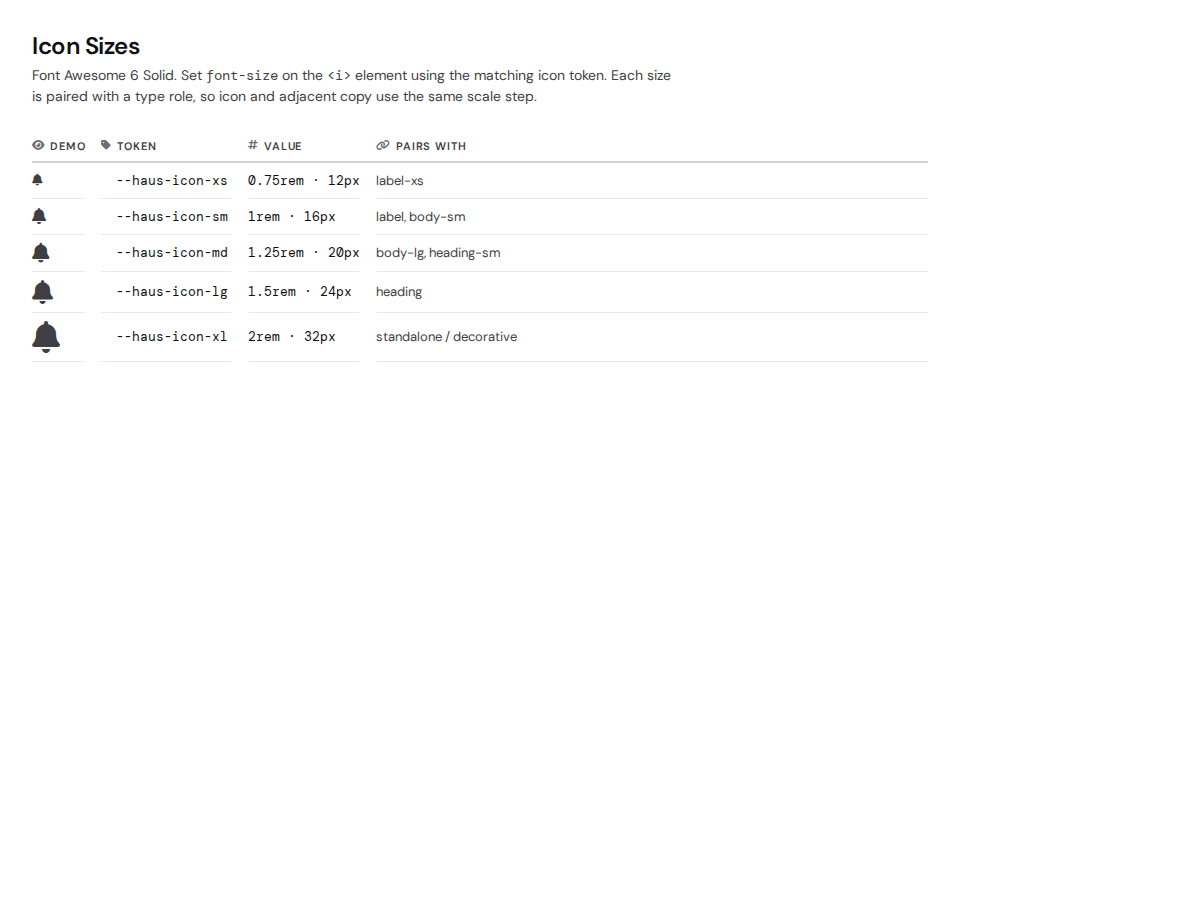 Icon Sizes
Font Awesome 6 Solid. Set font-size on the <i> element using the matching icon token. Each size
is paired with a type role, so icon and adjacent copy use the same scale step.
DEMO TOKEN # VALUE PAIRS WITH
--haus-icon-xs 0.75rem · 12px label-xs
--haus-icon-sm 1rem · 16px label, body-sm
--haus-icon-md 1.25rem · 20px body-lg, heading-sm
--haus-icon-lg 1.5rem · 24px heading
--haus-icon-xl 2rem · 32px standalone / decorative